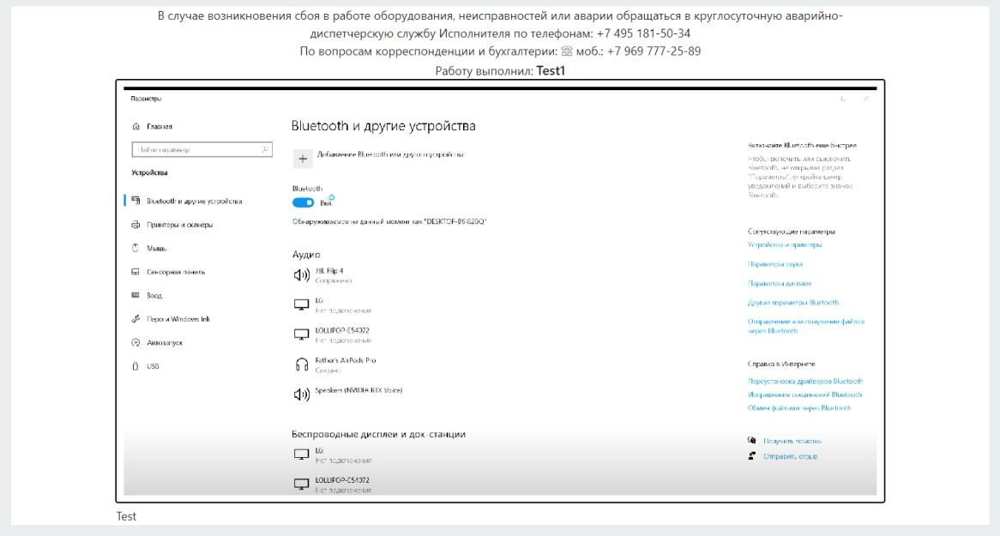 В случае возникновения сбоя в работе оборудования, неисправностей или аварии обращаться в круглосуточную аварийно-
диспетчерскую службу Исполнителя по телефонам: +7 495 181-50-34
По вопросам корреспонденции и бухгалтерии: ☏ моб.: +7 969 777-25-89
Работу выполнил: Test1
Параметры
Главная
Найти параметр
Устройства
Bluetooth и другие устройства
Принтеры и сканеры
Мышь
Сенсорная панель
Ввод
Перо и Windows Ink
Автозапуск
USB
Bluetooth и другие устройства
Добавление Bluetooth или другого устройства
Bluetooth
Вкл.
Обнаруживаемое на данный момент как "DESKTOP-B6I82BQ"
Аудио
JBL Flip 4
Сопряжено
LG
Нет подключения
LOLLIPOP-E54072
Нет подключения
Father's AirPods Pro
Связано
Speakers (NVIDIA RTX Voice)
Беспроводные дисплеи и док-станции
LG
Нет подключения
LOLLIPOP-E54072
Нет подключения
Включайте Bluetooth еще быстрее
Чтобы включить или выключить
Bluetooth, не открывая раздел
"Параметры", откройте центр
уведомлений и выберите значок
Bluetooth.
Сопутствующие параметры
Устройства и принтеры
Параметры звука
Параметры дисплея
Другие параметры Bluetooth
Отправление или получение файлов
через Bluetooth
Справка в Интернете
Переустановка драйверов Bluetooth
Исправление соединений Bluetooth
Обмен файлами через Bluetooth
Получить помощь
Отправить отзыв
Test